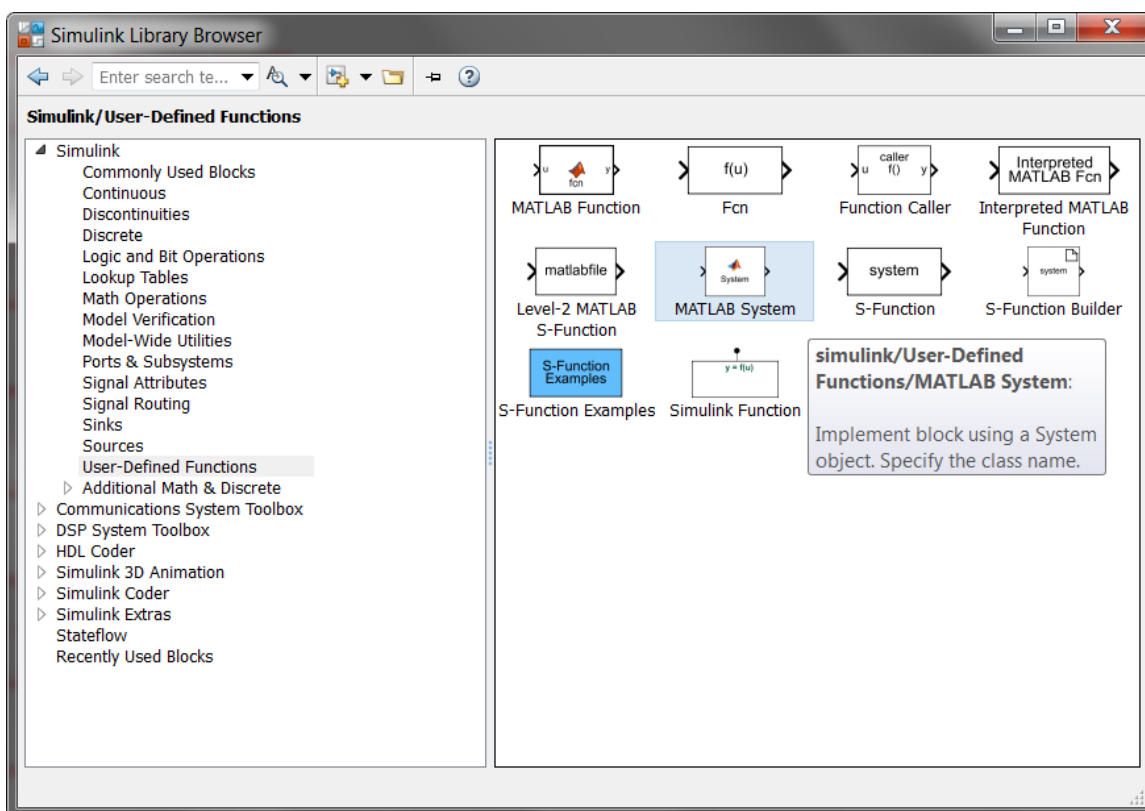 Simulink Library Browser
Enter search te...
Simulink/User-Defined Functions
Simulink
Commonly Used Blocks
Continuous
Discontinuities
Discrete
Logic and Bit Operations
Lookup Tables
Math Operations
Model Verification
Model-Wide Utilities
Ports & Subsystems
Signal Attributes
Signal Routing
Sinks
Sources
User-Defined Functions
Additional Math & Discrete
Communications System Toolbox
DSP System Toolbox
HDL Coder
Simulink 3D Animation
Simulink Coder
Simulink Extras
Stateflow
Recently Used Blocks
u fcn y
MATLAB Function
f(u)
Fcn
caller
u f() y
Function Caller
Interpreted
MATLAB Fcn
Interpreted MATLAB
Function
matlabfile
Level-2 MATLAB
S-Function
System
MATLAB System
system
S-Function
system
S-Function Builder
S-Function
Examples
S-Function Examples
y = f(u)
Simulink Function
simulink/User-Defined
Functions/MATLAB System:
Implement block using a System
object. Specify the class name.